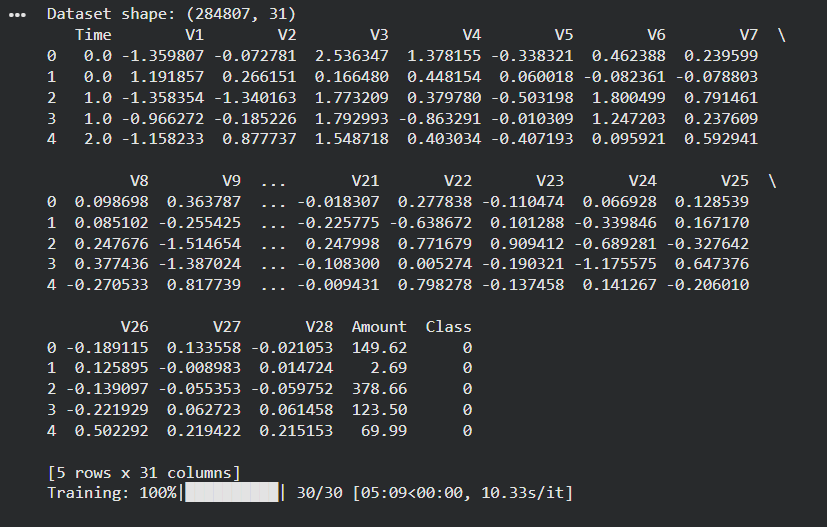 ••• Dataset shape: (284807, 31)
Time V1 V2 V3 V4 V5 V6 V7 \
0 0.0 -1.359807 -0.072781 2.536347 1.378155 -0.338321 0.462388 0.239599
1 0.0 1.191857 0.266151 0.166480 0.448154 0.060018 -0.082361 -0.078803
2 1.0 -1.358354 -1.340163 1.773209 0.379780 -0.503198 1.800499 0.791461
3 1.0 -0.966272 -0.185226 1.792993 -0.863291 -0.010309 1.247203 0.237609
4 2.0 -1.158233 0.877737 1.548718 0.403034 -0.407193 0.095921 0.592941
V8 V9 ... V21 V22 V23 V24 V25 \
0 0.098698 0.363787 ... -0.018307 0.277838 -0.110474 0.066928 0.128539
1 0.085102 -0.255425 ... -0.225775 -0.638672 0.101288 -0.339846 0.167170
2 0.247676 -1.514654 ... 0.247998 0.771679 0.909412 -0.689281 -0.327642
3 0.377436 -1.387024 ... -0.108300 0.005274 -0.190321 -1.175575 0.647376
4 -0.270533 0.817739 ... -0.009431 0.798278 -0.137458 0.141267 -0.206010
V26 V27 V28 Amount Class
0 -0.189115 0.133558 -0.021053 149.62 0
1 0.125895 -0.008983 0.014724 2.69 0
2 -0.139097 -0.055353 -0.059752 378.66 0
3 -0.221929 0.062723 0.061458 123.50 0
4 0.502292 0.219422 0.215153 69.99 0
[5 rows x 31 columns]
Training: 100%|██████████| 30/30 [05:09<00:00, 10.33s/it]